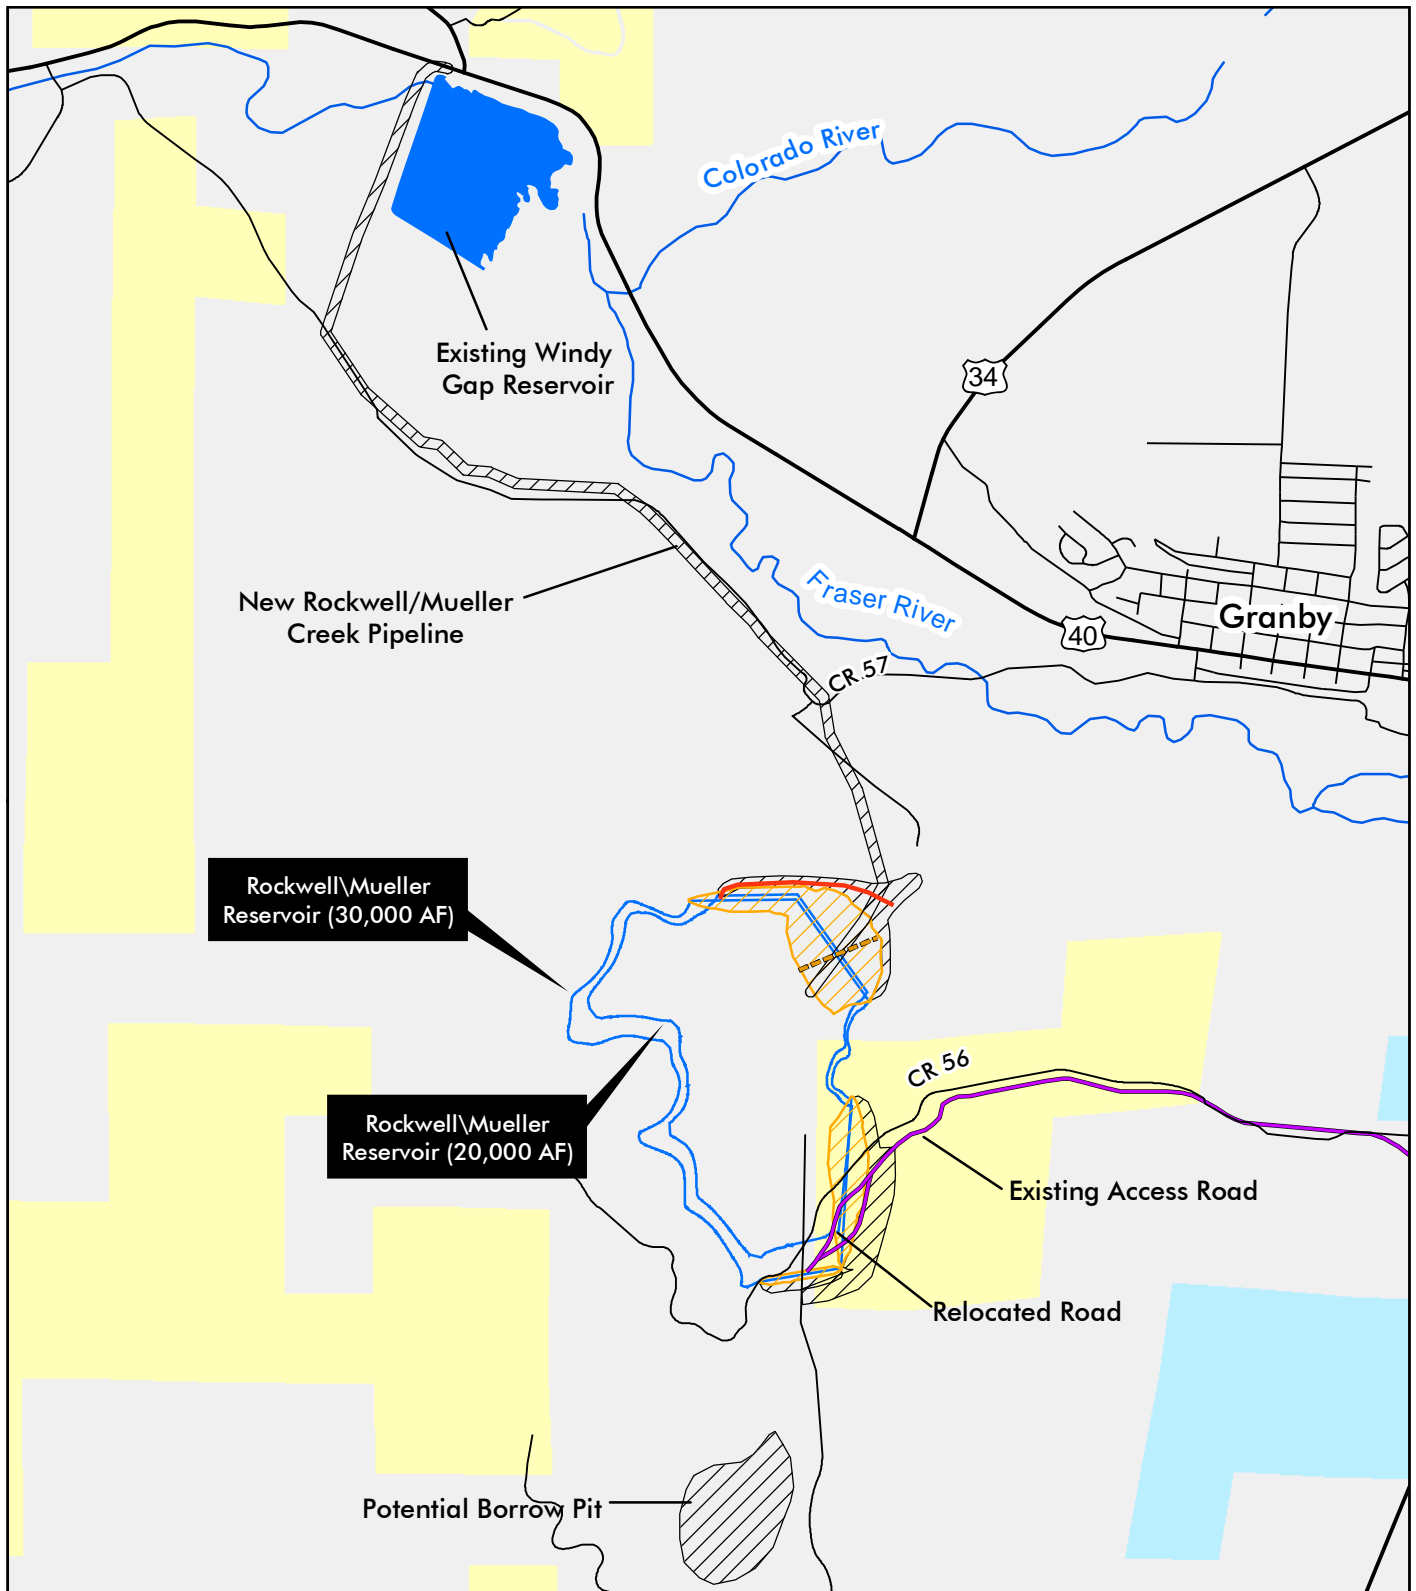 Colorado River
Existing Windy
Gap Reservoir
34
New Rockwell/Mueller
Creek Pipeline
Fraser River
Granby
40
CR 57
Rockwell\Mueller
Reservoir (30,000 AF)
CR 56
Rockwell\Mueller
Reservoir (20,000 AF)
Existing Access Road
Relocated Road
Potential Borrow Pit